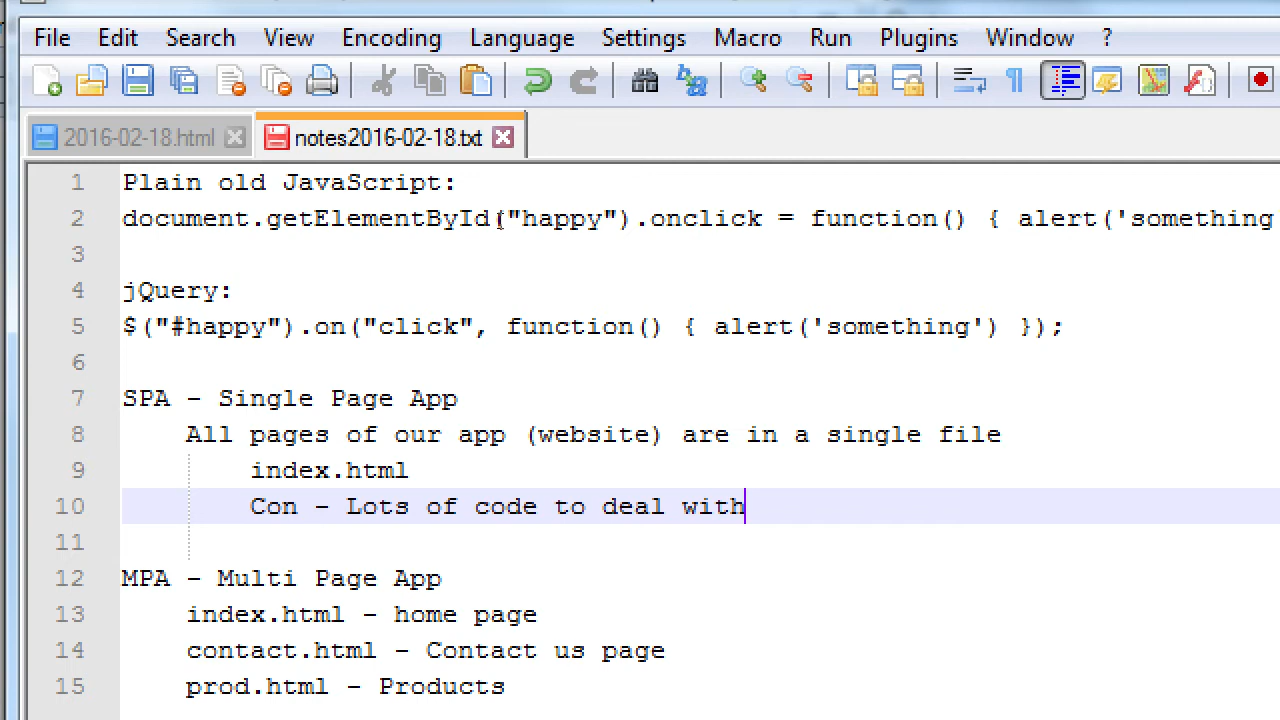 File Edit Search View Encoding Language Settings Macro Run Plugins Window ?
2016-02-18.html notes2016-02-18.txt
1 Plain old JavaScript:
2 document.getElementById("happy").onclick = function() { alert('something
3
4 jQuery:
5 $("#happy").on("click", function() { alert('something') });
6
7 SPA - Single Page App
8 All pages of our app (website) are in a single file
9 index.html
10 Con - Lots of code to deal with
11
12 MPA - Multi Page App
13 index.html - home page
14 contact.html - Contact us page
15 prod.html - Products